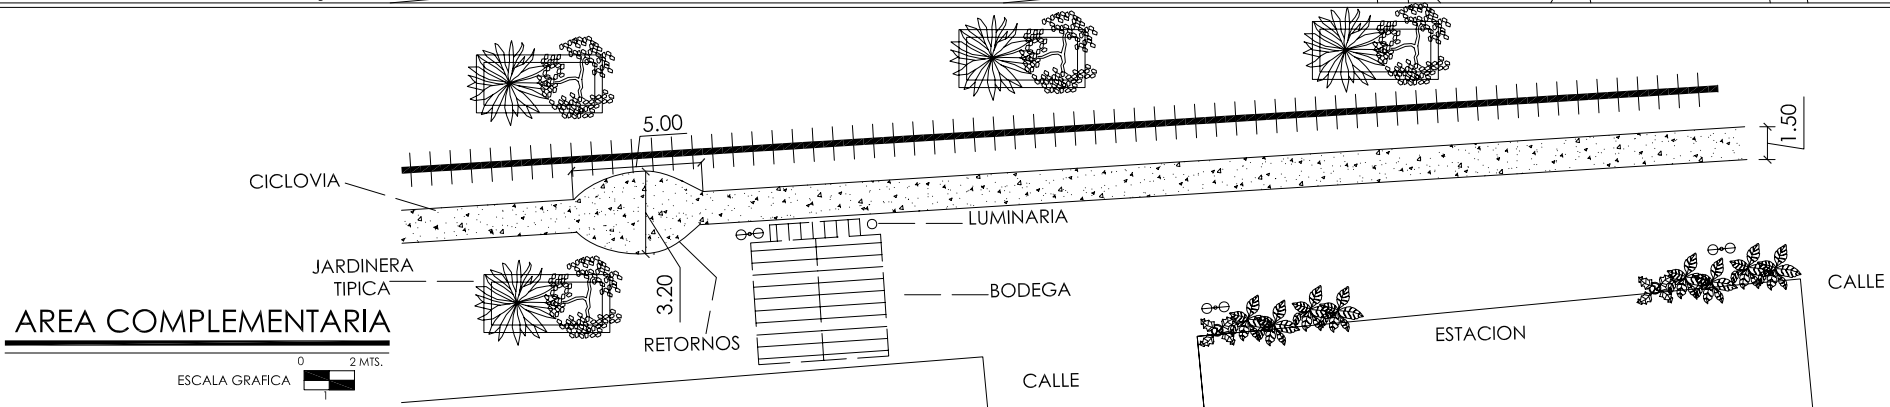 5.00
1.50
CICLOVIA
LUMINARIA
JARDINERA
TIPICA
3.20
BODEGA
CALLE
AREA COMPLEMENTARIA
RETORNOS
ESTACION
0 2 MTS.
ESCALA GRAFICA
1
CALLE